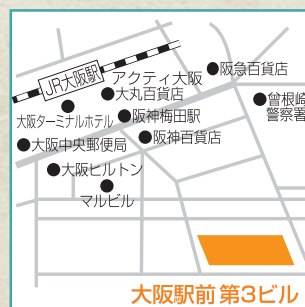 JR大阪駅
アクティ大阪
大丸百貨店
阪急百貨店
曽根崎
警察署
大阪ターミナルホテル
阪神梅田駅
阪神百貨店
大阪中央郵便局
大阪ヒルトン
マルビル
大阪駅前第3ビル